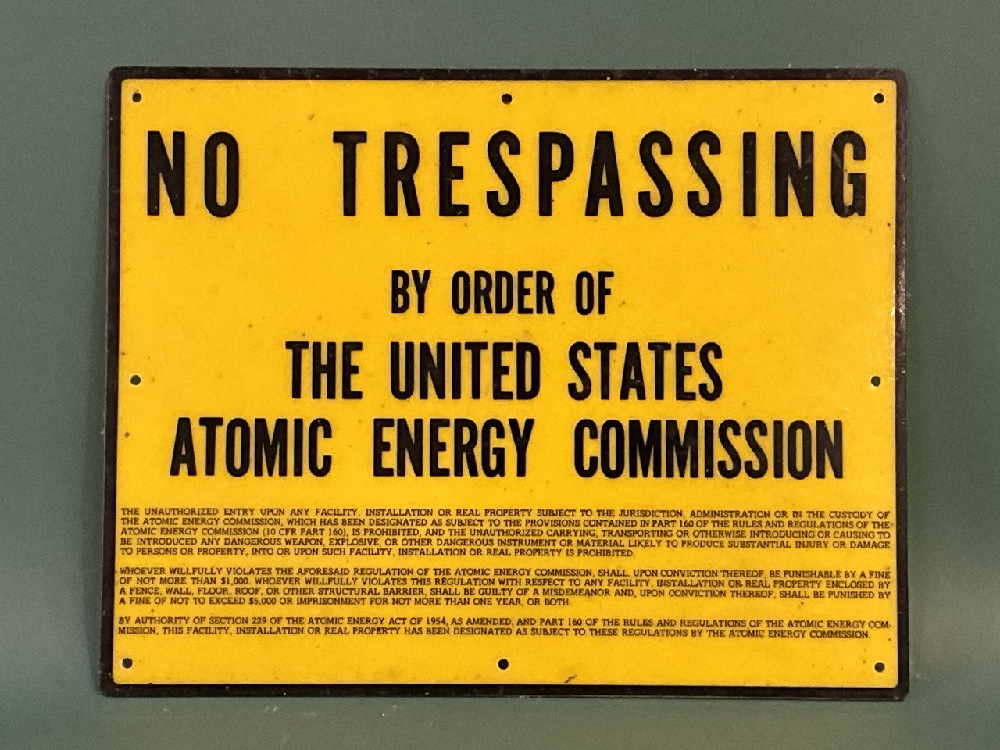 NO TRESPASSING
BY ORDER OF
THE UNITED STATES
ATOMIC ENERGY COMMISSION
THE UNAUTHORIZED ENTRY UPON ANY FACILITY, INSTALLATION OR REAL PROPERTY SUBJECT TO THE JURISDICTION, ADMINISTRATION OR IN THE CUSTODY OF
THE ATOMIC ENERGY COMMISSION, WHICH HAS BEEN DESIGNATED AS SUBJECT TO THE PROVISIONS CONTAINED IN PART 160 OF THE RULES AND REGULATIONS OF THE
ATOMIC ENERGY COMMISSION (10 CFR PART 160), IS PROHIBITED, AND THE UNAUTHORIZED CARRYING, TRANSPORTING OR OTHERWISE INTRODUCING OR CAUSING TO
BE INTRODUCED ANY DANGEROUS WEAPON, EXPLOSIVE OR OTHER DANGEROUS INSTRUMENT OR MATERIAL LIKELY TO PRODUCE SUBSTANTIAL INJURY OR DAMAGE
TO PERSONS OR PROPERTY, INTO OR UPON SUCH FACILITY, INSTALLATION OR REAL PROPERTY IS PROHIBITED.
WHOEVER WILLFULLY VIOLATES THE AFORESAID REGULATION OF THE ATOMIC ENERGY COMMISSION, SHALL, UPON CONVICTION THEREOF, BE PUNISHABLE BY A FINE
OF NOT MORE THAN $1,000. WHOEVER WILLFULLY VIOLATES THIS REGULATION WITH RESPECT TO ANY FACILITY, INSTALLATION OR REAL PROPERTY ENCLOSED BY
A FENCE, WALL, FLOOR, ROOF, OR OTHER STRUCTURAL BARRIER, SHALL BE GUILTY OF A MISDEMEANOR AND, UPON CONVICTION THEREOF, SHALL BE PUNISHED BY
A FINE OF NOT TO EXCEED $5,000 OR IMPRISONMENT FOR NOT MORE THAN ONE YEAR, OR BOTH.
BY AUTHORITY OF SECTION 229 OF THE ATOMIC ENERGY ACT OF 1954, AS AMENDED, AND PART 160 OF THE RULES AND REGULATIONS OF THE ATOMIC ENERGY COM-
MISSION, THIS FACILITY, INSTALLATION OR REAL PROPERTY HAS BEEN DESIGNATED AS SUBJECT TO THESE REGULATIONS BY THE ATOMIC ENERGY COMMISSION.